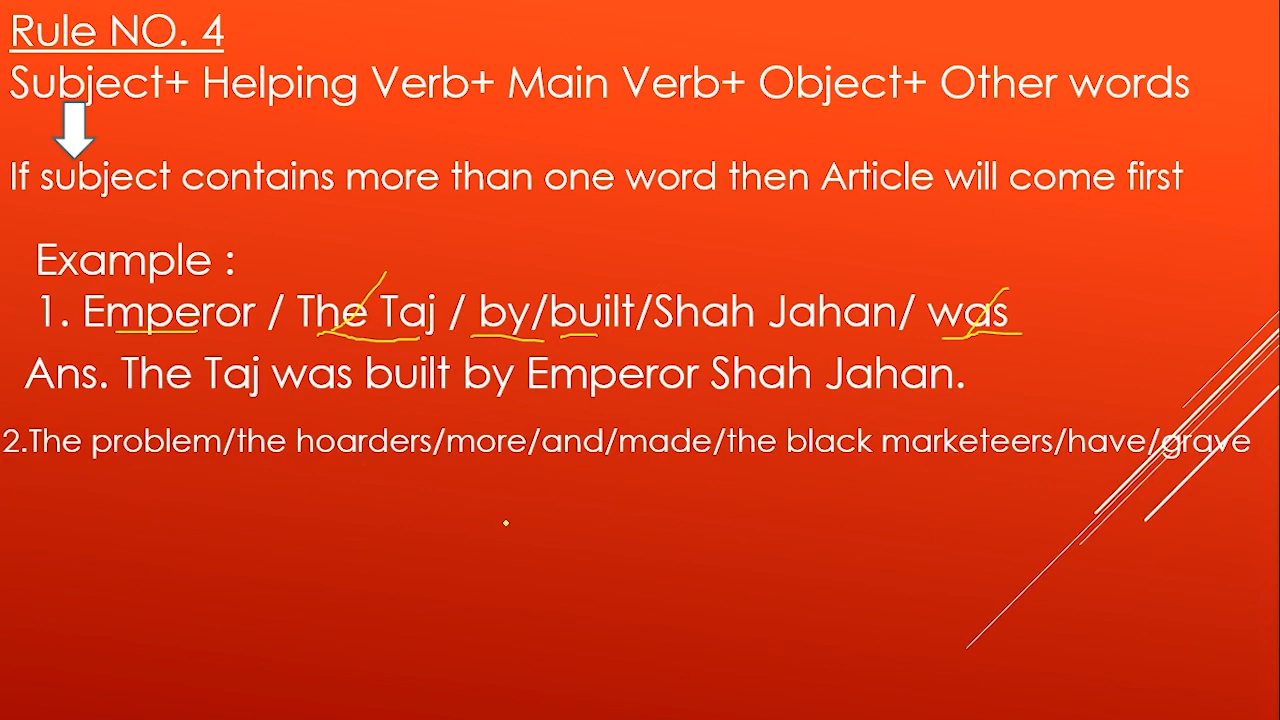 Rule NO. 4
Subject+ Helping Verb+ Main Verb+ Object+ Other words
If subject contains more than one word then Article will come first
Example :
1. Emperor / The Taj / by/built/Shah Jahan/ was
Ans. The Taj was built by Emperor Shah Jahan.
2.The problem/the hoarders/more/and/made/the black marketeers/have/grave